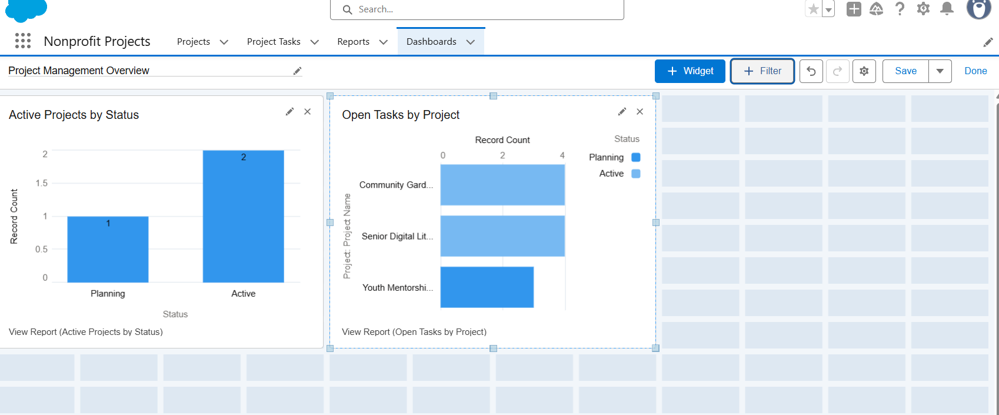 Search...
Nonprofit Projects
Projects
Project Tasks
Reports
Dashboards
Project Management Overview
+ Widget
+ Filter
Save
Done
Active Projects by Status
Record Count
2
1.5
1
0.5
0
1
2
Planning
Active
Status
View Report (Active Projects by Status)
Open Tasks by Project
Record Count
0 2 4
Project: Project Name
Community Gard...
Senior Digital Lit...
Youth Mentorshi...
Status
Planning
Active
View Report (Open Tasks by Project)